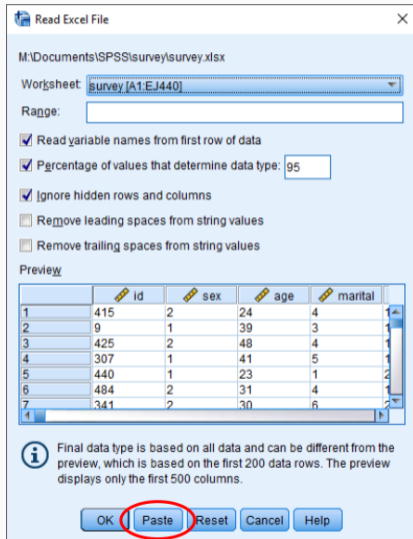 Read Excel File
M:\Documents\SPSS\survey\survey.xlsx
Worksheet: survey [A1:EJ440]
Range:
Read variable names from first row of data
Percentage of values that determine data type: 95
Ignore hidden rows and columns
Remove leading spaces from string values
Remove trailing spaces from string values
Preview
id sex age marital
1 415 2 24 4 1
2 9 1 39 3 1
3 425 2 48 4 1
4 307 1 41 5 1
5 440 1 23 1 2
6 484 2 31 4 1
7 341 2 30 6
Final data type is based on all data and can be different from the
preview, which is based on the first 200 data rows. The preview
displays only the first 500 columns.
OK Paste Reset Cancel Help